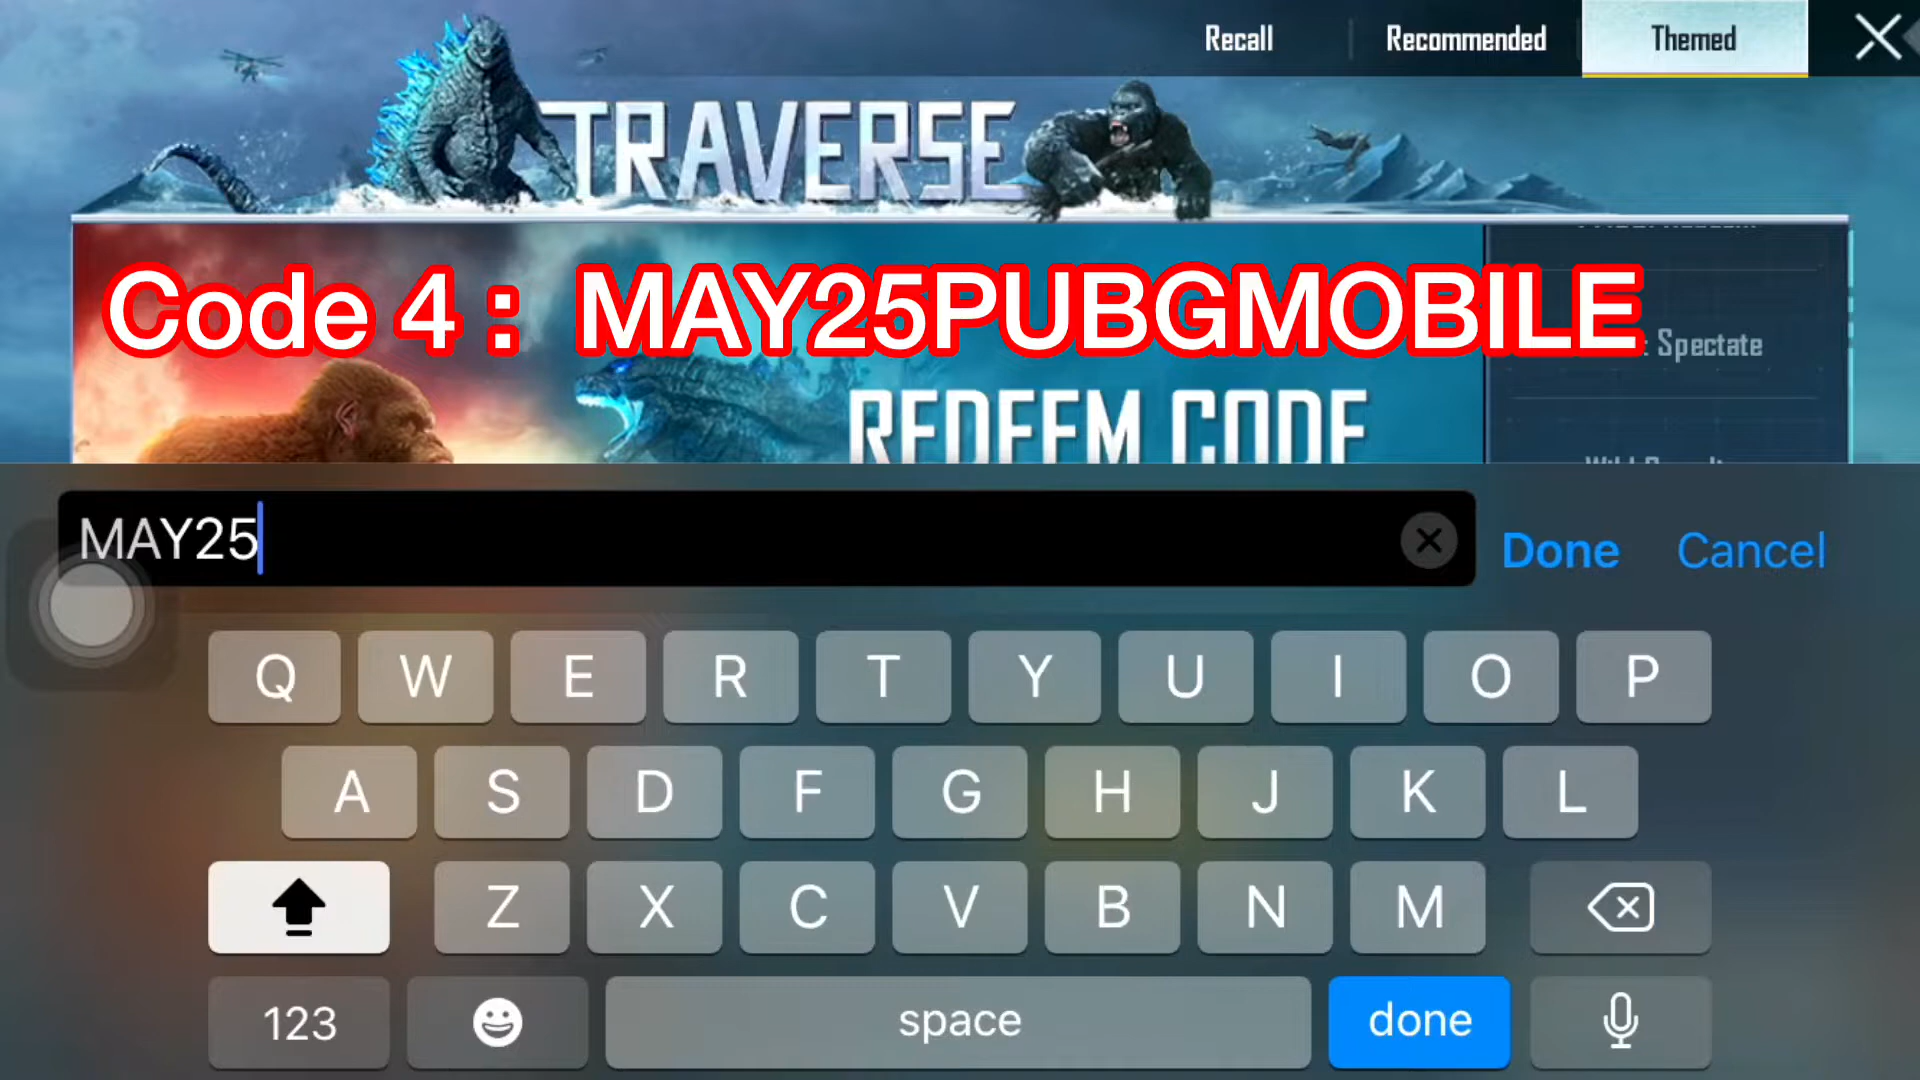 Recall
Recommended
Themed
TRAVERSE
Code 4 : MAY25PUBGMOBILE
Spectate
REDEEM CODE
MAY25
Done
Cancel
Q W E R T Y U I O P
A S D F G H J K L
Z X C V B N M
123
space
done